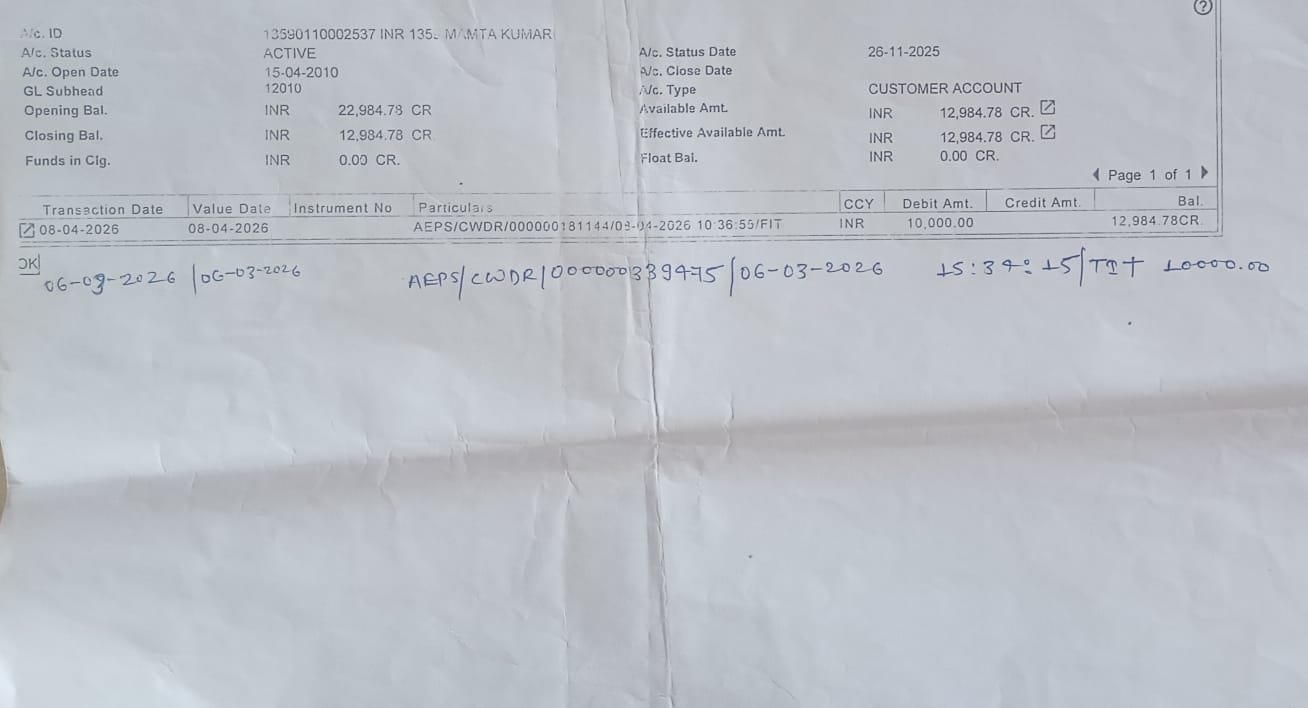 A/c. ID 13590110002537 INR 1359 MAMTA KUMARI
A/c. Status ACTIVE A/c. Status Date 26-11-2025
A/c. Open Date 15-04-2010 A/c. Close Date
GL Subhead 12010 A/c. Type CUSTOMER ACCOUNT
Opening Bal. INR 22,984.78 CR Available Amt. INR 12,984.78 CR.
Closing Bal. INR 12,984.78 CR Effective Available Amt. INR 12,984.78 CR.
Funds in Clg. INR 0.00 CR. Float Bal. INR 0.00 CR.
Page 1 of 1
Transaction Date Value Date Instrument No Particulars CCY Debit Amt. Credit Amt. Bal.
08-04-2026 08-04-2026 AEPS/CWDR/000000181144/08-04-2026 10:36:56/FIT INR 10,000.00 12,984.78CR.
OK
06-03-2026 | 06-03-2026 AEPS/CWDR/000000339475/06-03-2026 15:34:15/ 10000.00